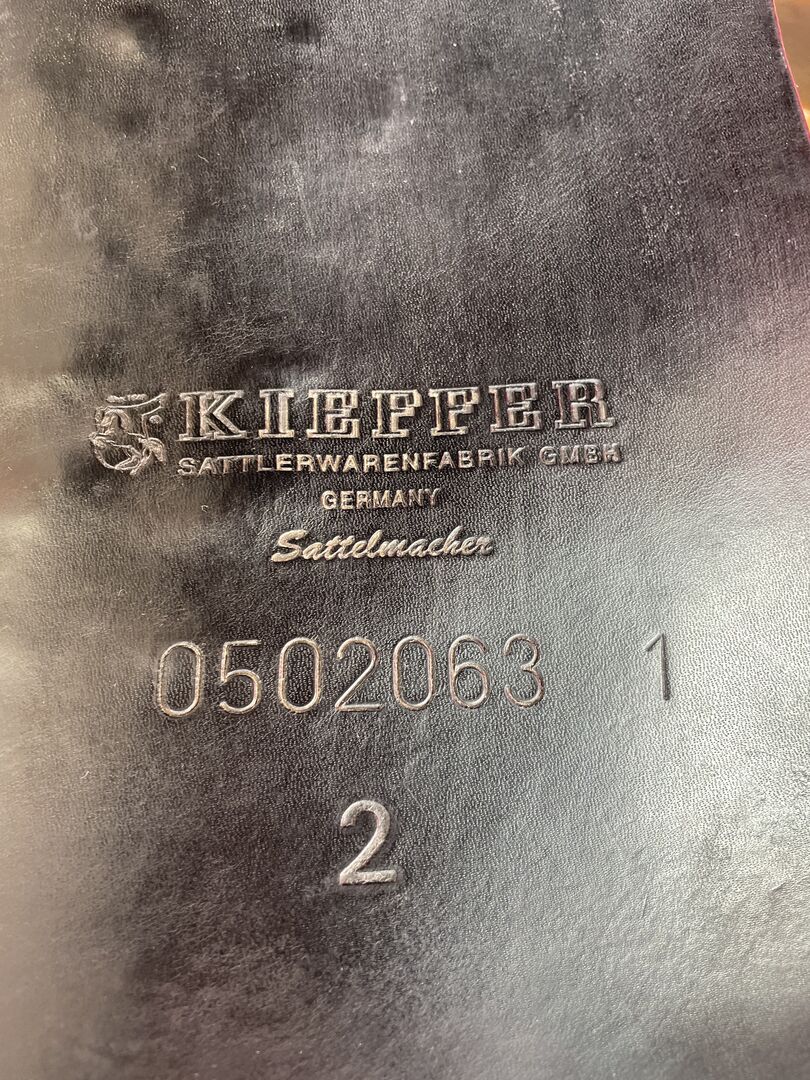 KIEFFER
SATTLERWARENFABRIK GMBH
GERMANY
Sattelmacher
0502063 1
2